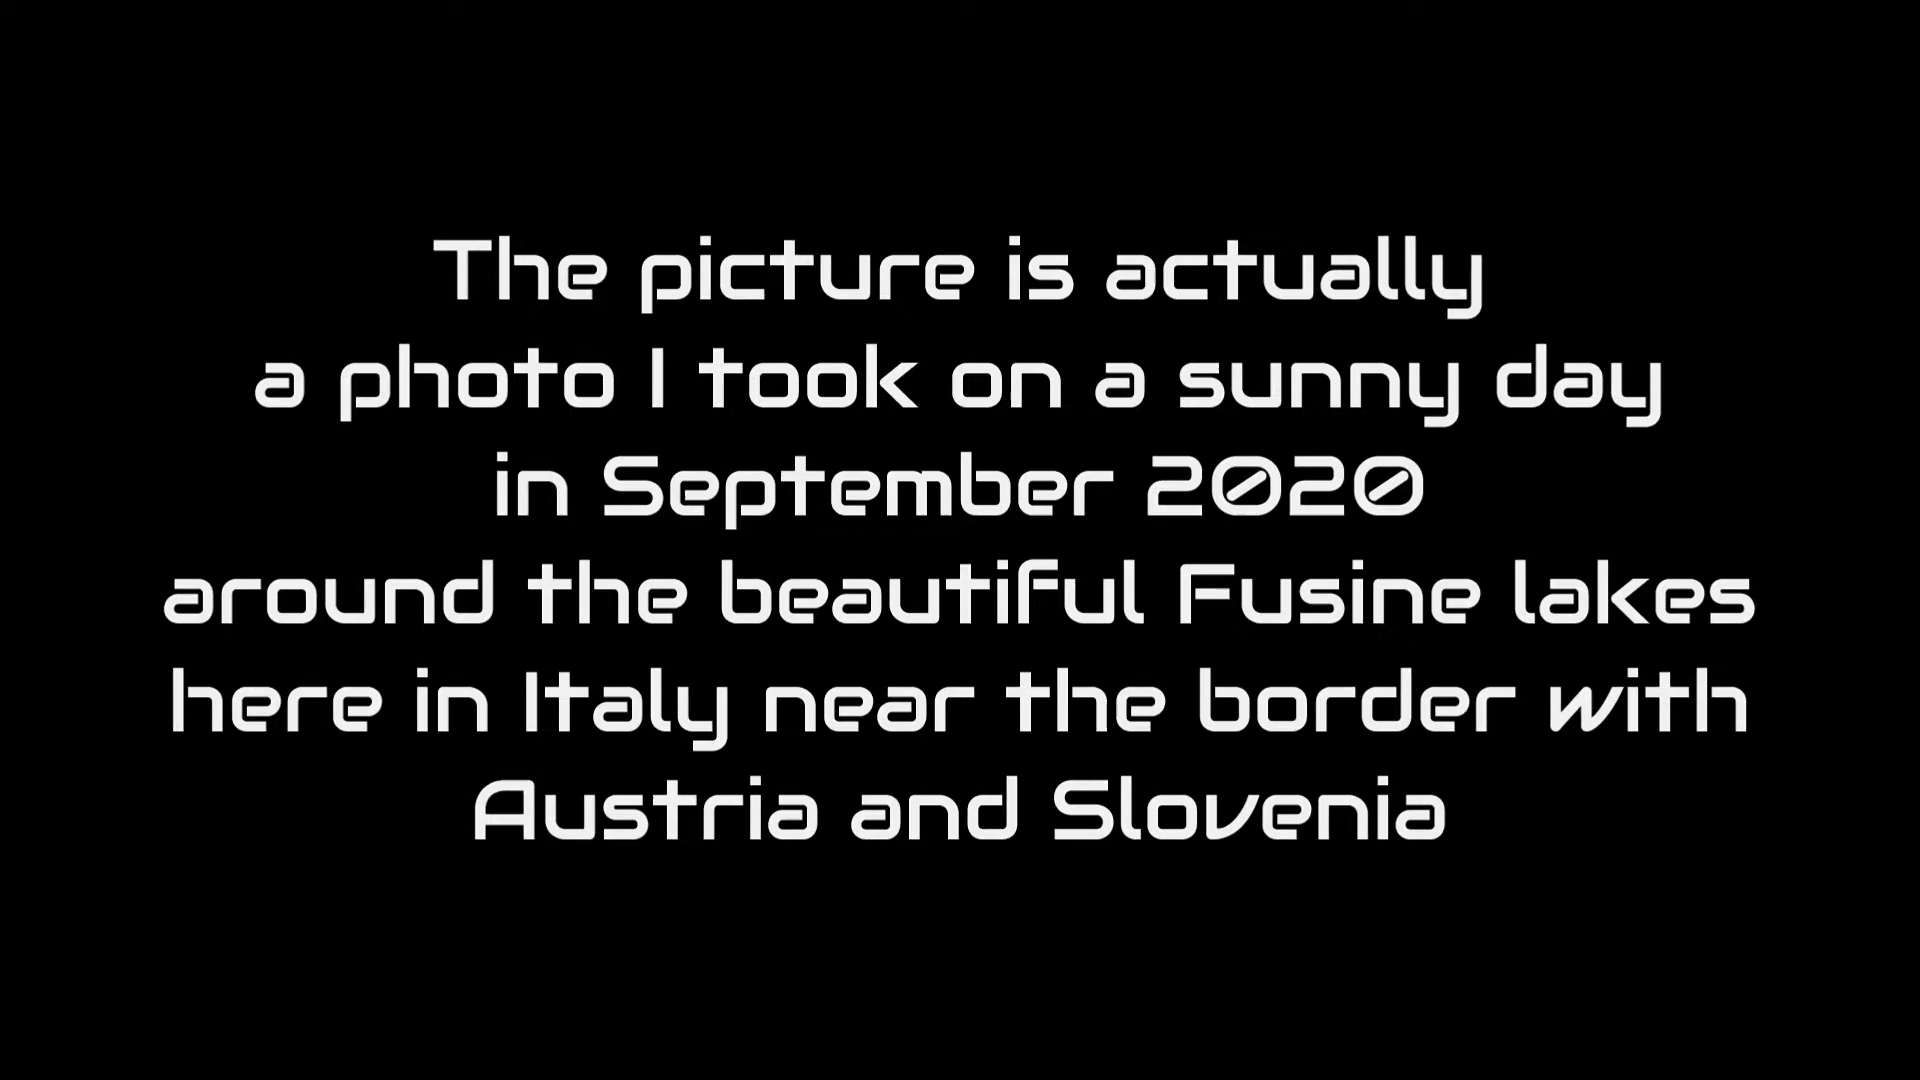 The picture is actually
a photo I took on a sunny day
in September 2020
around the beautiful Fusine lakes
here in Italy near the border with
Austria and Slovenia